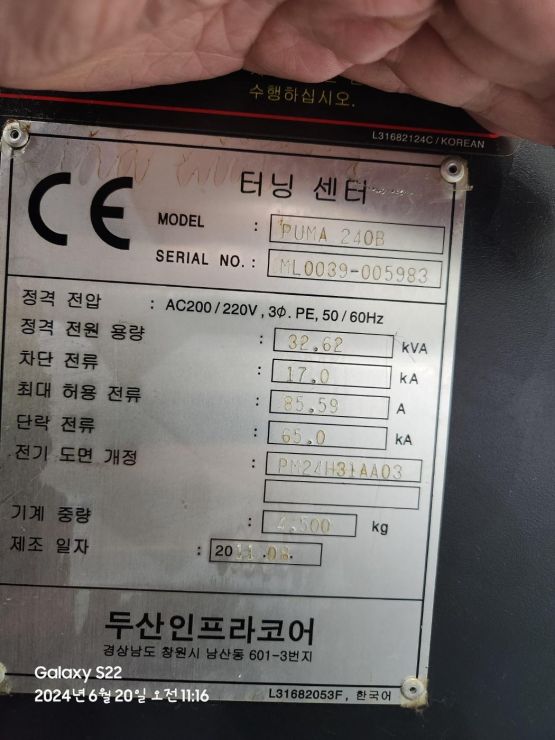 수행하십시오.
L31682124C / KOREAN
CE
터닝 센터
MODEL : PUMA 240B
SERIAL NO. : ML0039-005983
정격 전압 : AC200 / 220V , 3Φ. PE, 50 / 60Hz
정격 전원 용량 : 32.62 kVA
차단 전류 : 17.0 kA
최대 허용 전류 : 85.59 A
단락 전류 : 65.0 kA
전기 도면 개정 : PM24H31AA03
기계 중량 : 4,500 kg
제조 일자 : 2011.08.
두산인프라코어
경상남도 창원시 남산동 601-3번지
L31682053F , 한국어
Galaxy S22
2024년 6월 20일 오전 11:16